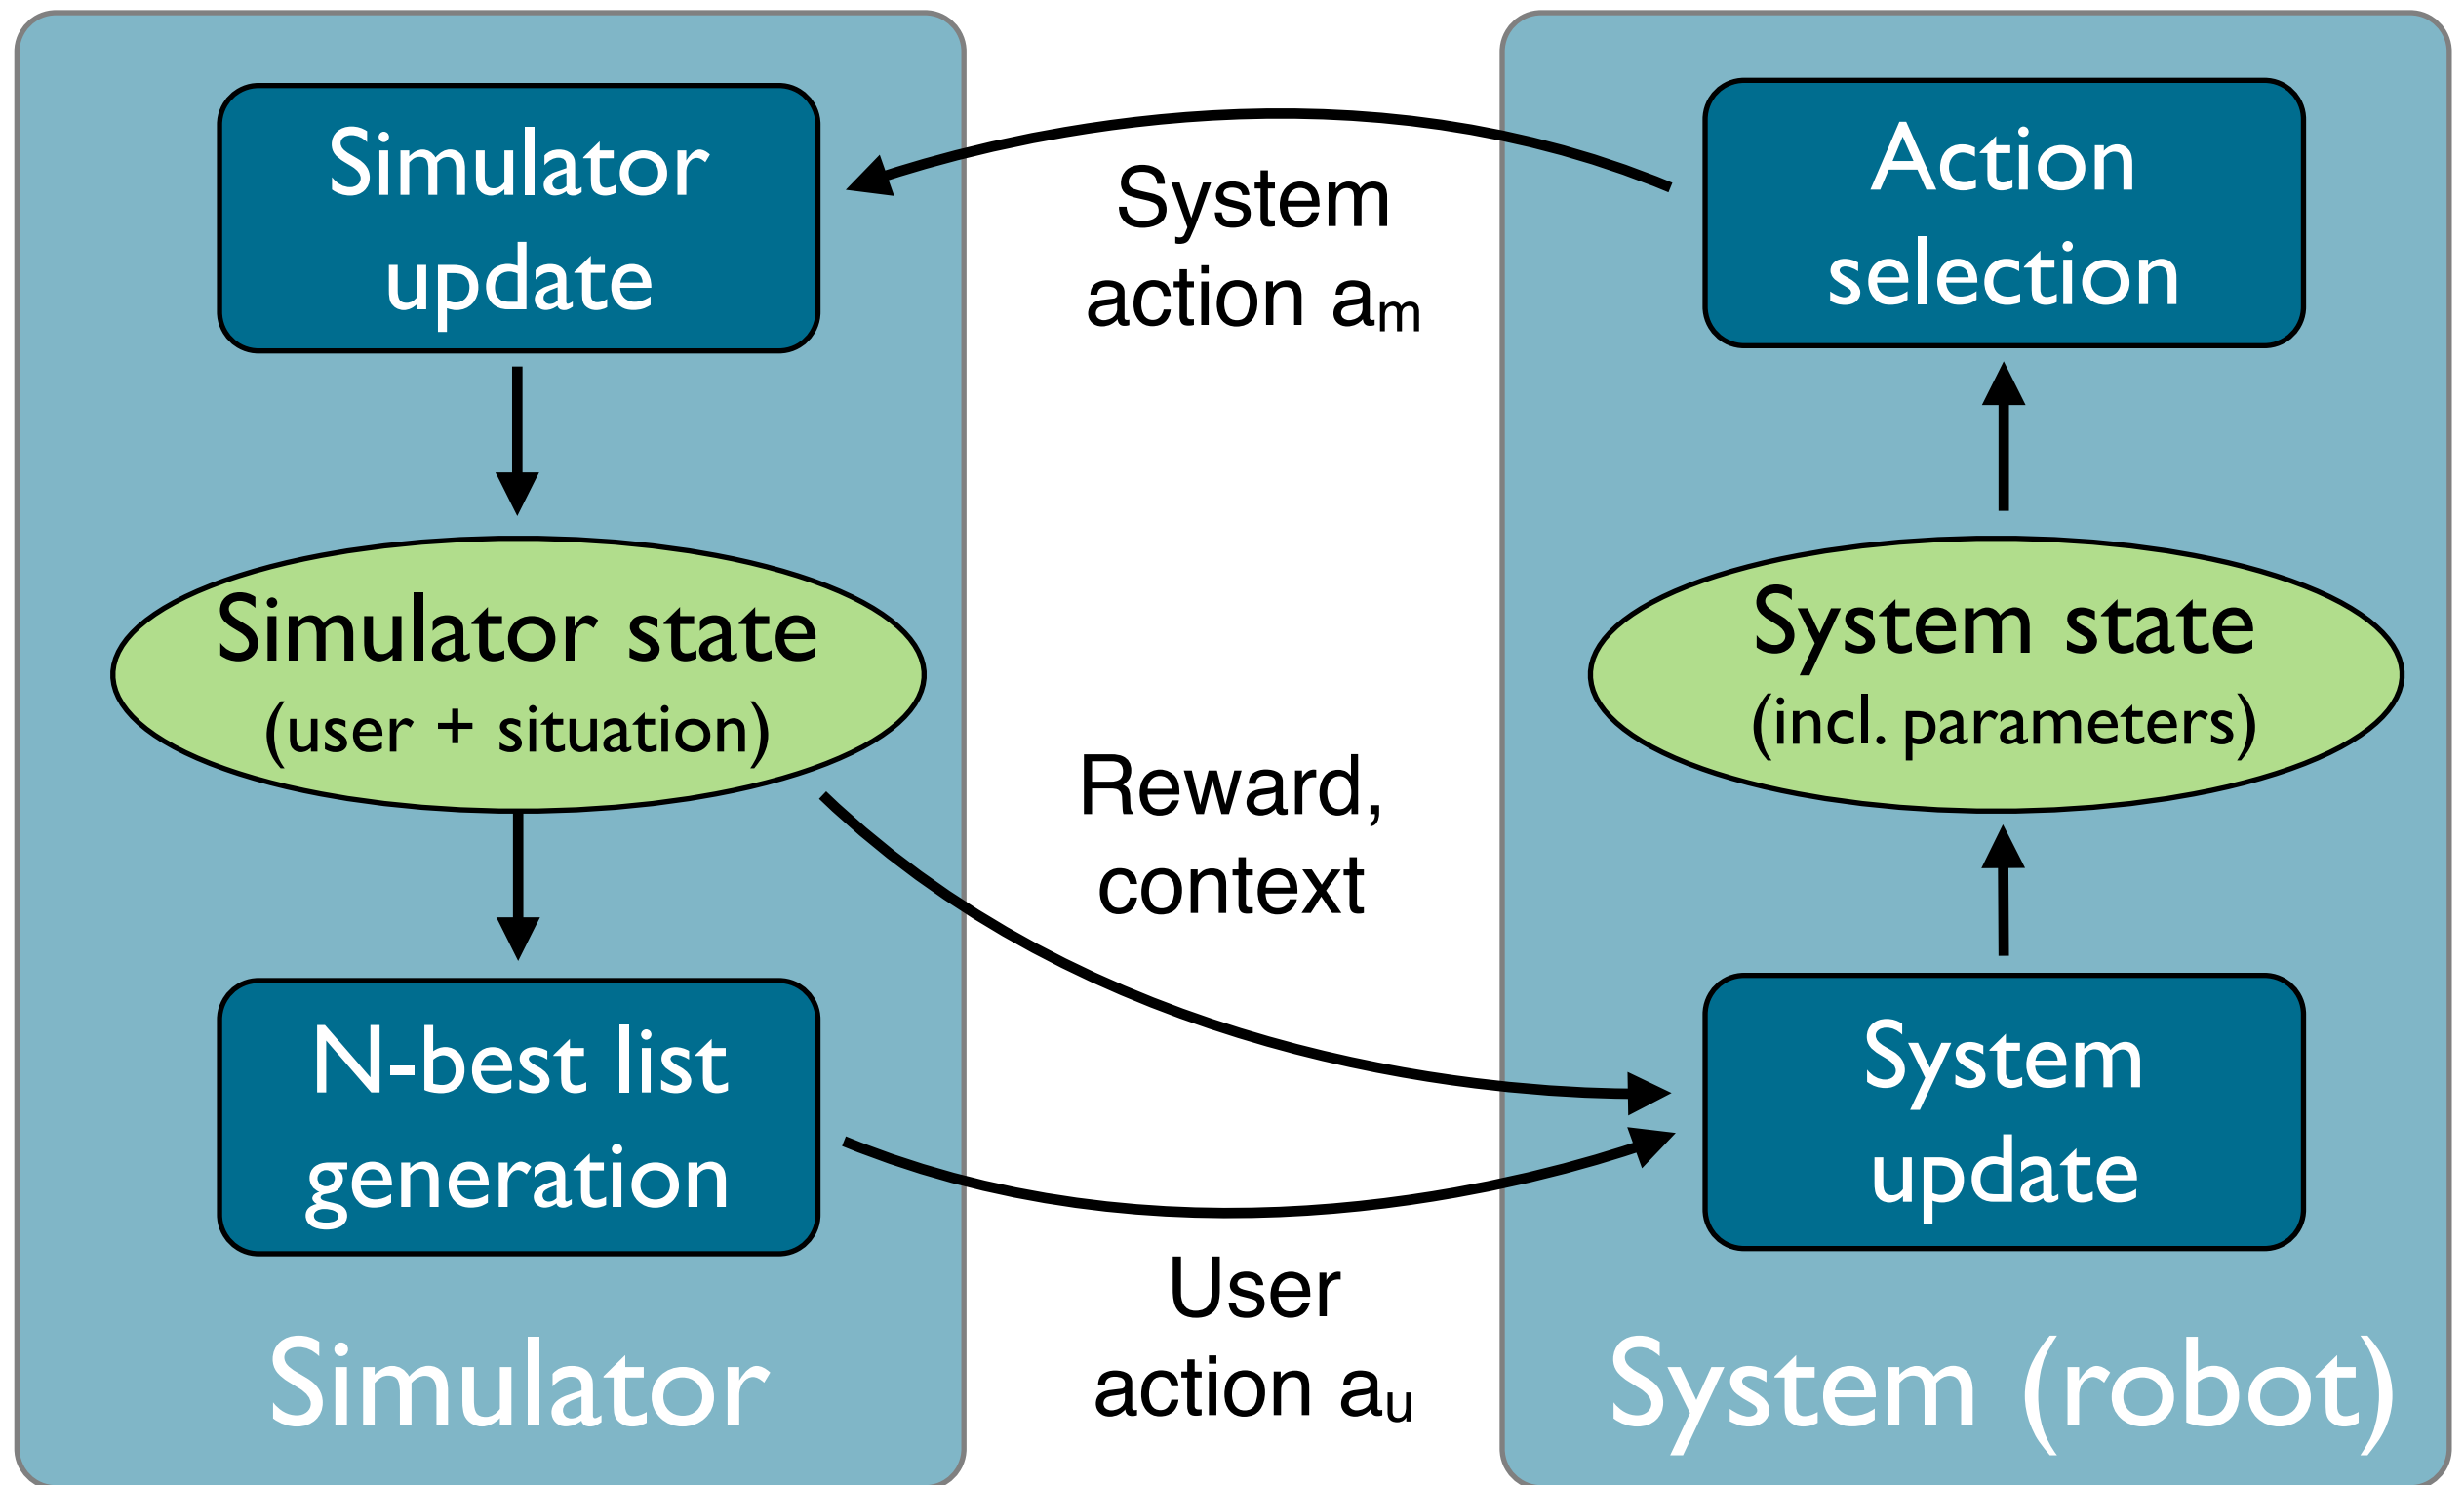 Simulator
update
Simulator state
(user + situation)
N-best list
generation
Simulator
System
action aₘ
Reward,
context
User
action aᵤ
Action
selection
System state
(incl. parameters)
System
update
System (robot)